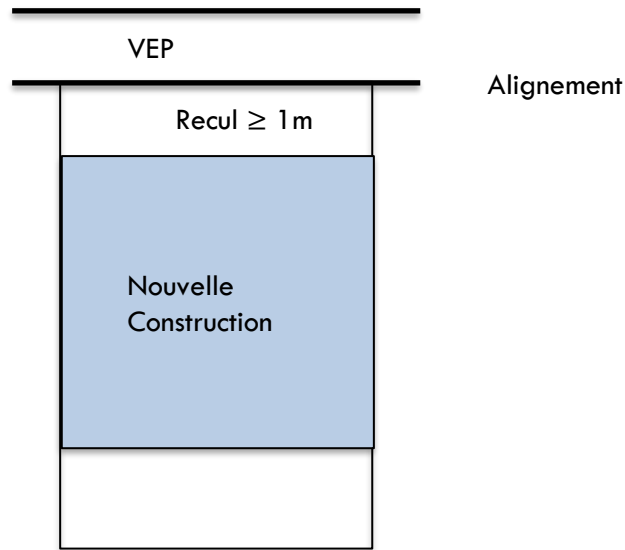 VEP
Alignement
Recul ≥ 1m
Nouvelle
Construction